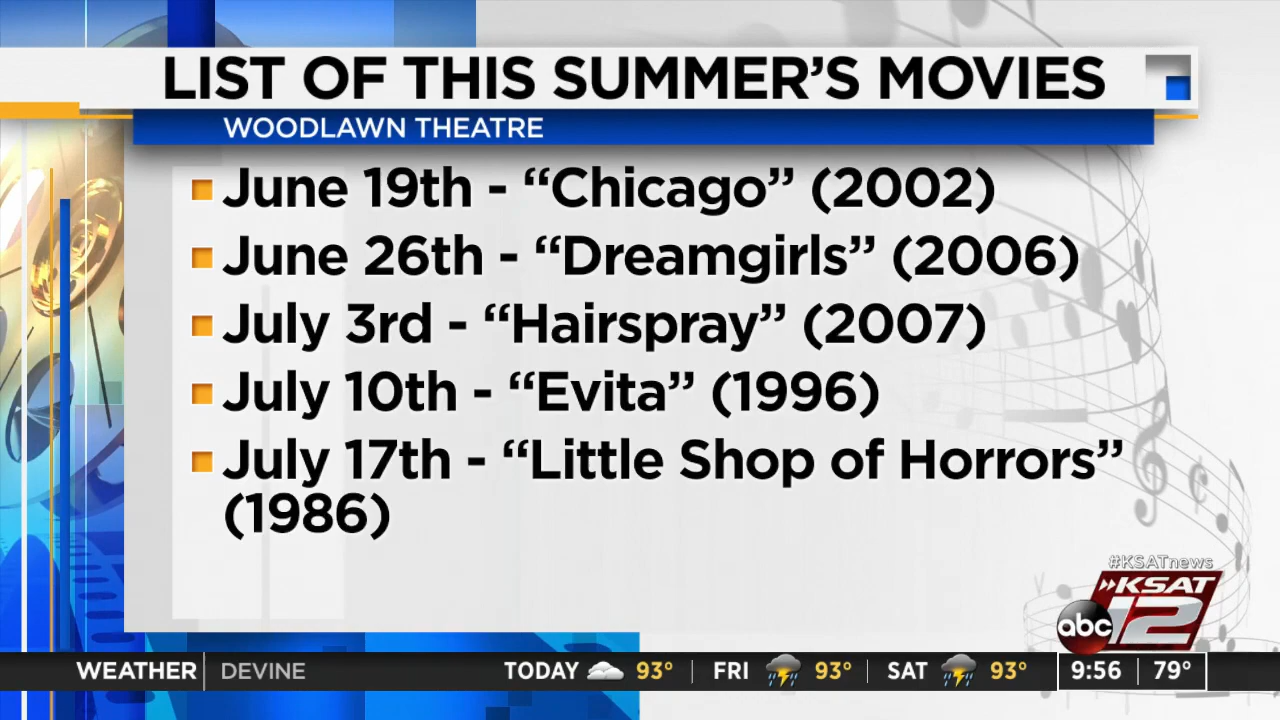 LIST OF THIS SUMMER’S MOVIES
WOODLAWN THEATRE
June 19th - “Chicago” (2002)
June 26th - “Dreamgirls” (2006)
July 3rd - “Hairspray” (2007)
July 10th - “Evita” (1996)
July 17th - “Little Shop of Horrors”
(1986)
#KSATnews
KSAT
abc 12
WEATHER DEVINE TODAY 93° FRI 93° SAT 93° 9:56 79°